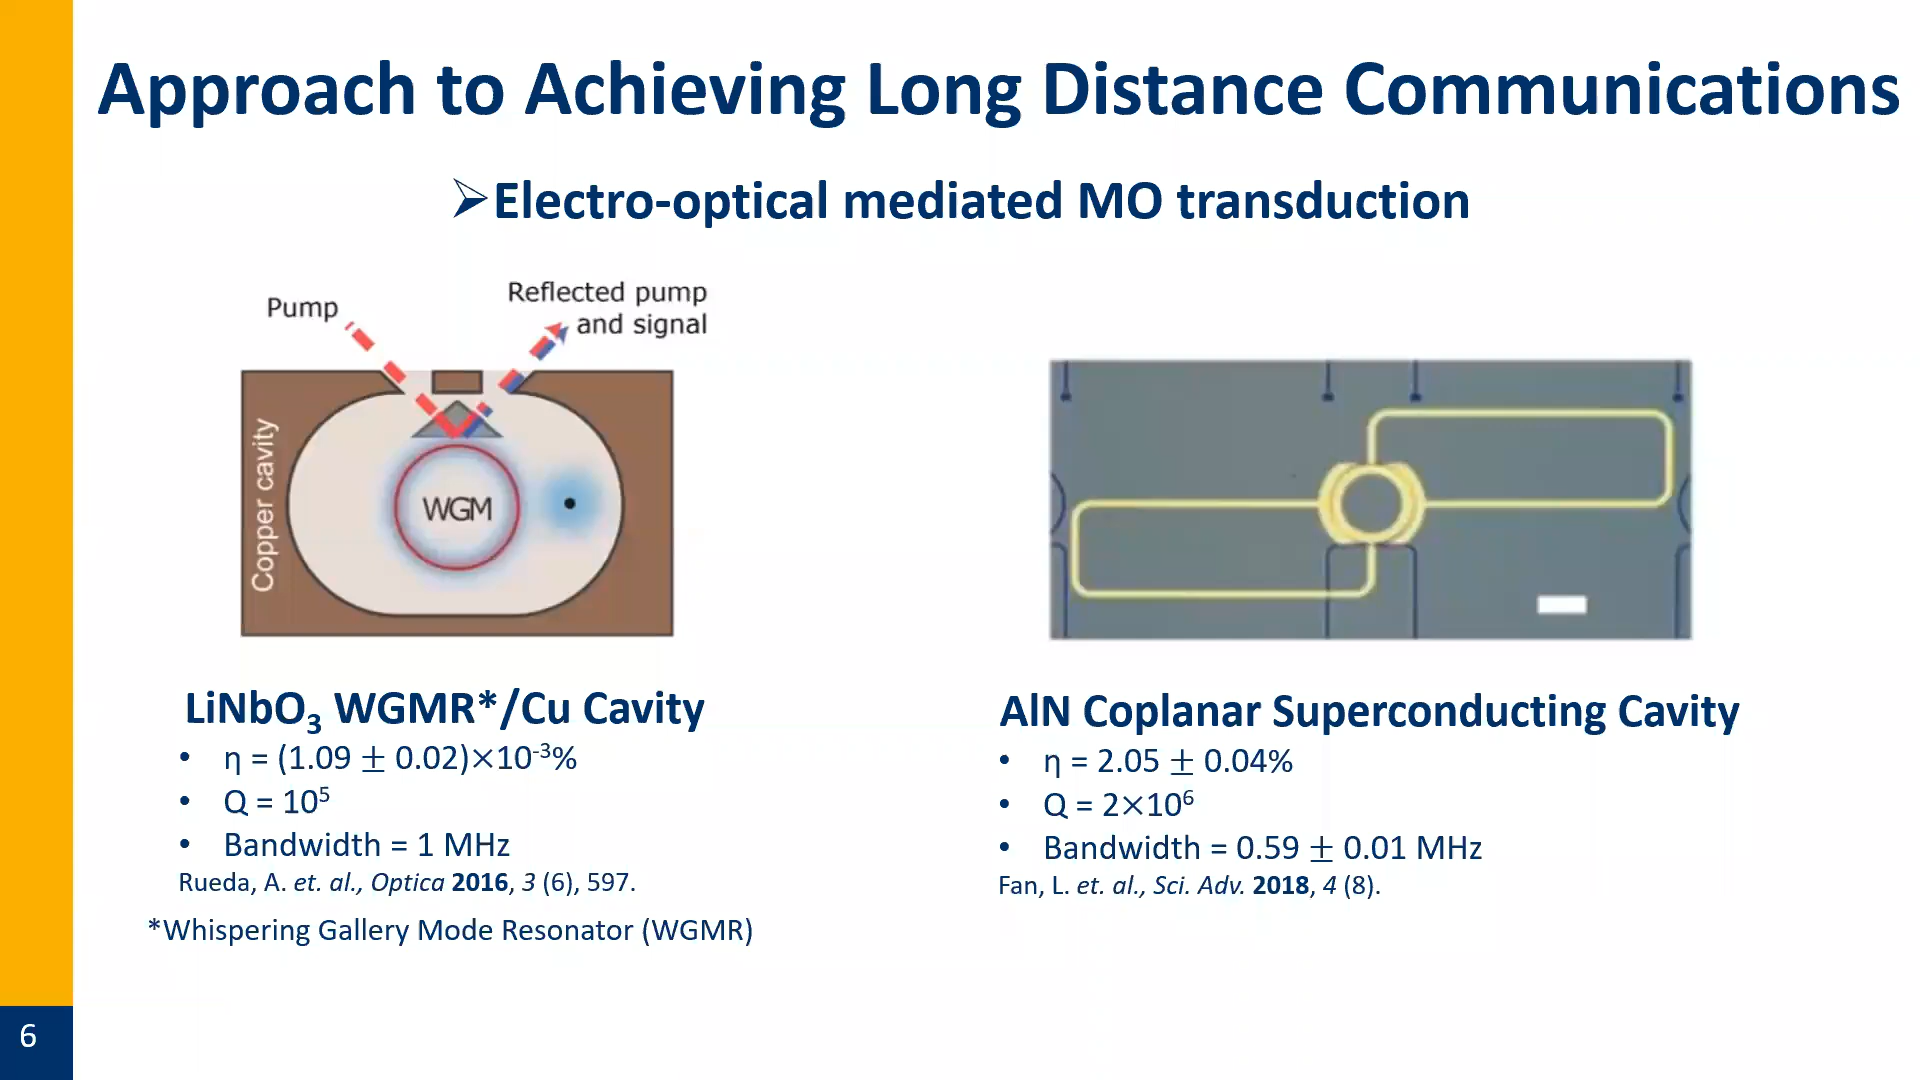 Approach to Achieving Long Distance Communications
➢Electro-optical mediated MO transduction
Pump
Reflected pump
and signal
Copper cavity
WGM
LiNbO₃ WGMR*/Cu Cavity
• η = (1.09 ± 0.02)×10⁻³%
• Q = 10⁵
• Bandwidth = 1 MHz
Rueda, A. et. al., Optica 2016, 3 (6), 597.
*Whispering Gallery Mode Resonator (WGMR)
AlN Coplanar Superconducting Cavity
• η = 2.05 ± 0.04%
• Q = 2×10⁶
• Bandwidth = 0.59 ± 0.01 MHz
Fan, L. et. al., Sci. Adv. 2018, 4 (8).
6